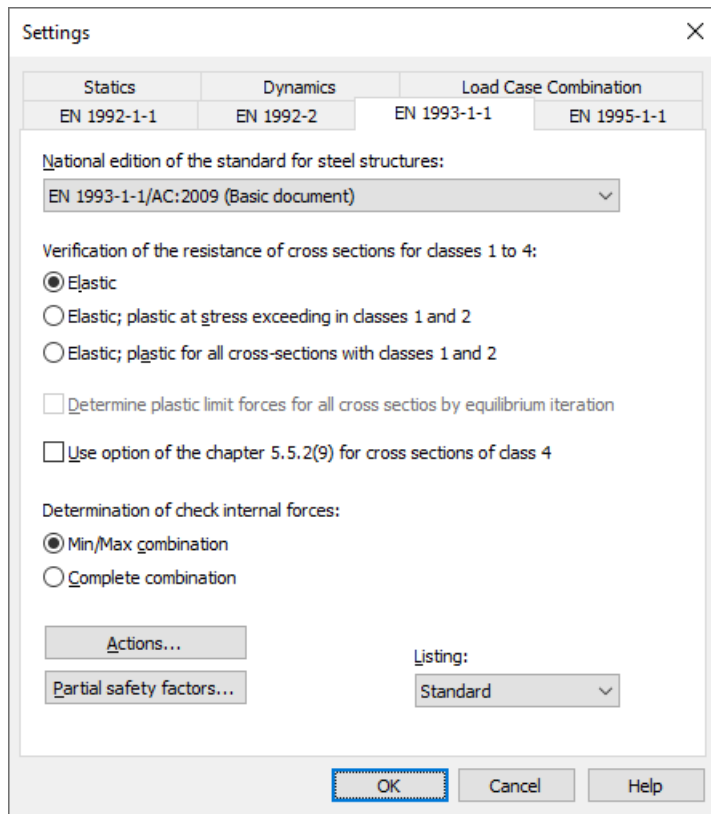 Settings
Statics Dynamics Load Case Combination
EN 1992-1-1 EN 1992-2 EN 1993-1-1 EN 1995-1-1
National edition of the standard for steel structures:
EN 1993-1-1/AC:2009 (Basic document)
Verification of the resistance of cross sections for classes 1 to 4:
Elastic
Elastic; plastic at stress exceeding in classes 1 and 2
Elastic; plastic for all cross-sections with classes 1 and 2
Determine plastic limit forces for all cross sectios by equilibrium iteration
Use option of the chapter 5.5.2(9) for cross sections of class 4
Determination of check internal forces:
Min/Max combination
Complete combination
Actions...
Listing:
Partial safety factors...
Standard
OK Cancel Help